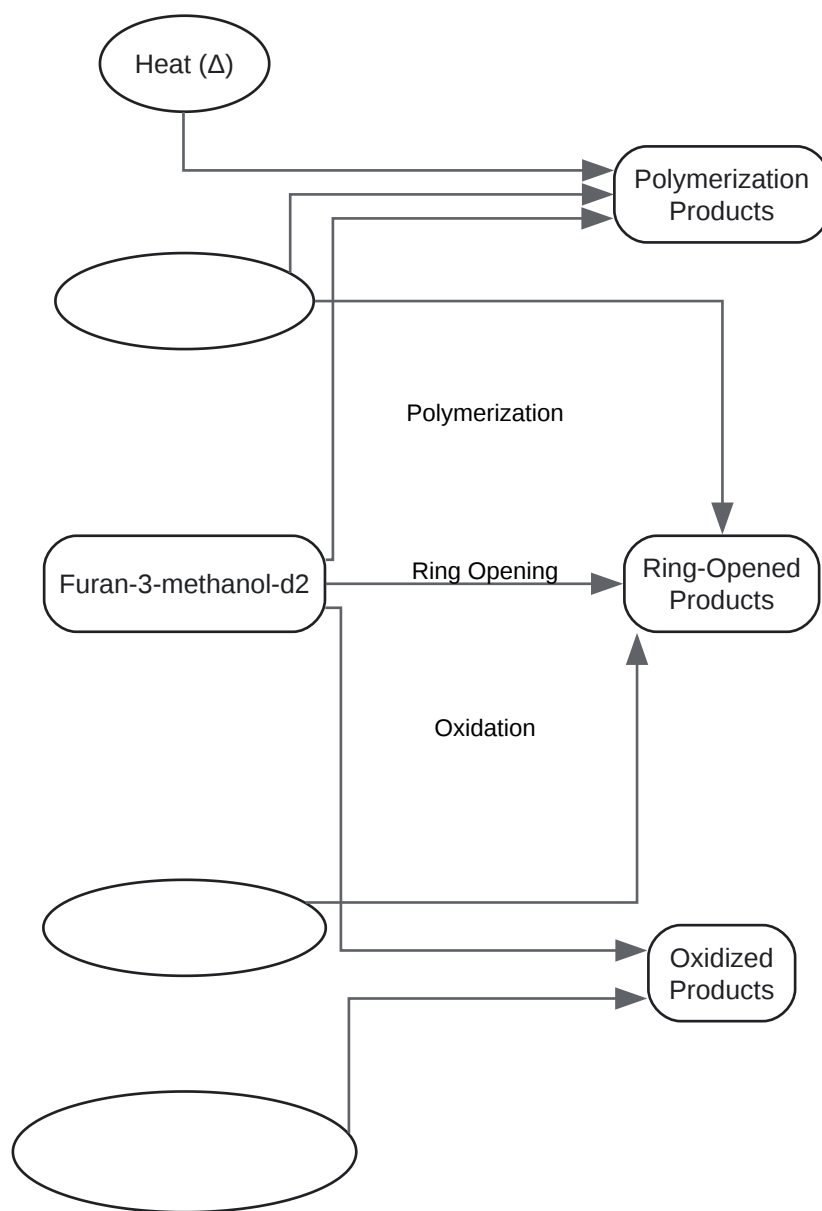 Heat (Δ)
Polymerization
Products
Polymerization
Furan-3-methanol-d2
Ring Opening
Ring-Opened
Products
Oxidation
Oxidized
Products